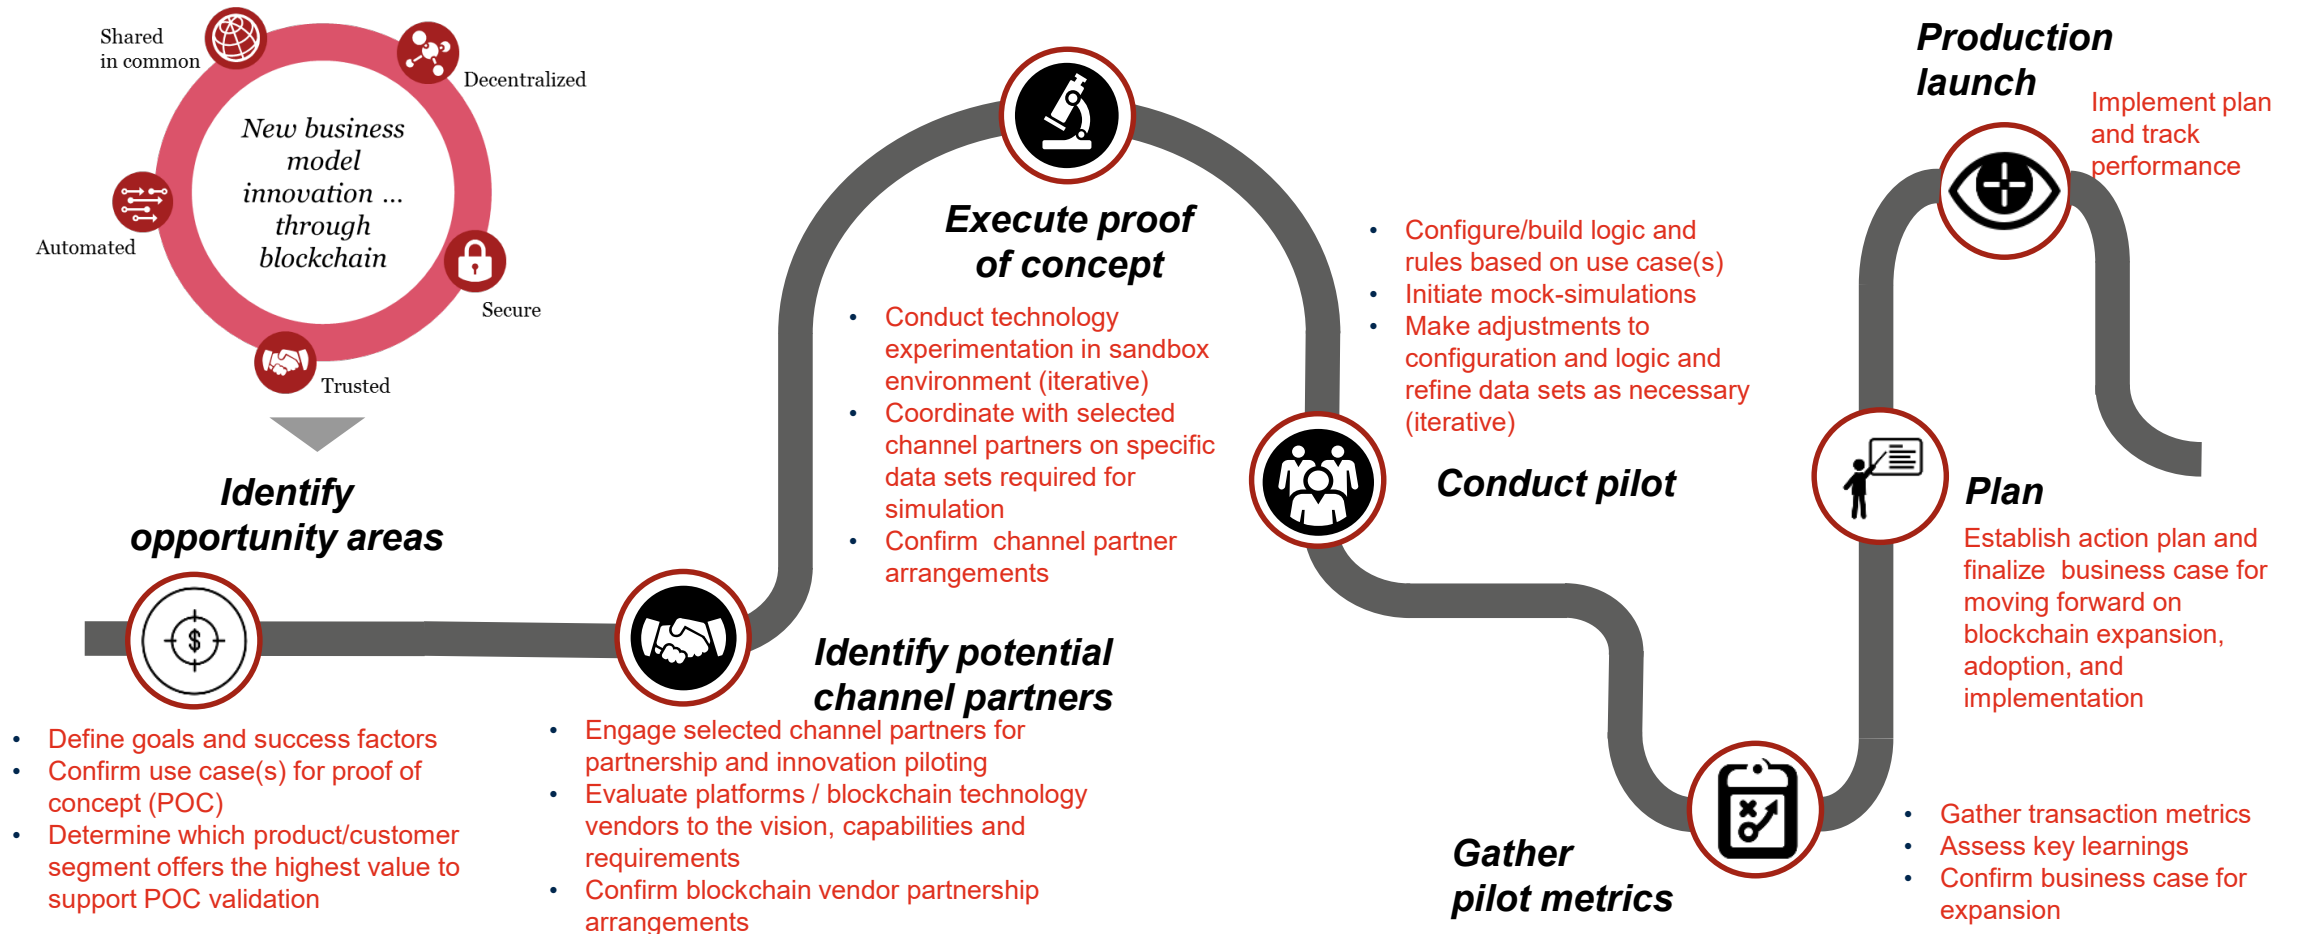 Shared
in common
Decentralized
New business
model
innovation ...
through
blockchain
Automated
Secure
Trusted
Identify
opportunity areas
• Define goals and success factors
• Confirm use case(s) for proof of
concept (POC)
• Determine which product/customer
segment offers the highest value to
support POC validation
$
Identify potential
channel partners
• Engage selected channel partners for
partnership and innovation piloting
• Evaluate platforms / blockchain technology
vendors to the vision, capabilities and
requirements
• Confirm blockchain vendor partnership
arrangements
Execute proof
of concept
• Conduct technology
experimentation in sandbox
environment (iterative)
• Coordinate with selected
channel partners on specific
data sets required for
simulation
• Confirm  channel partner
arrangements
• Configure/build logic and
rules based on use case(s)
• Initiate mock-simulations
• Make adjustments to
configuration and logic and
refine data sets as necessary
(iterative)
Conduct pilot
Gather
pilot metrics
• Gather transaction metrics
• Assess key learnings
• Confirm business case for
expansion
Plan
Establish action plan and
finalize  business case for
moving forward on
blockchain expansion,
adoption, and
implementation
Production
launch
Implement plan
and track
performance